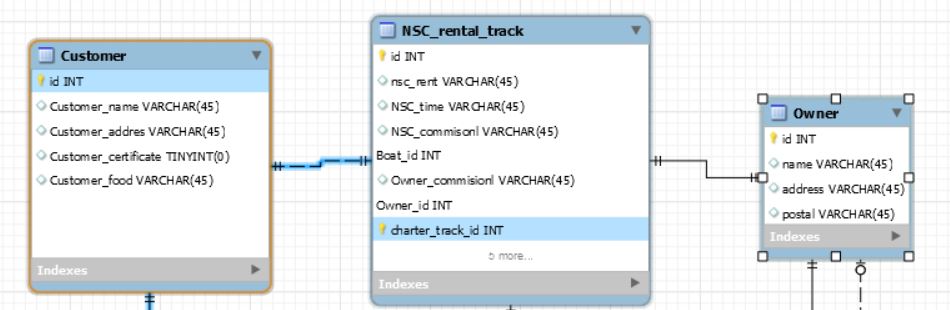 Customer
id INT
Customer_name VARCHAR(45)
Customer_addres VARCHAR(45)
Customer_certificate TINYINT(0)
Customer_food VARCHAR(45)
Indexes
NSC_rental_track
id INT
nsc_rent VARCHAR(45)
NSC_time VARCHAR(45)
NSC_commisonl VARCHAR(45)
Boat_id INT
Owner_commisionl VARCHAR(45)
Owner_id INT
charter_track_id INT
5 more...
Indexes
Owner
id INT
name VARCHAR(45)
address VARCHAR(45)
postal VARCHAR(45)
Indexes